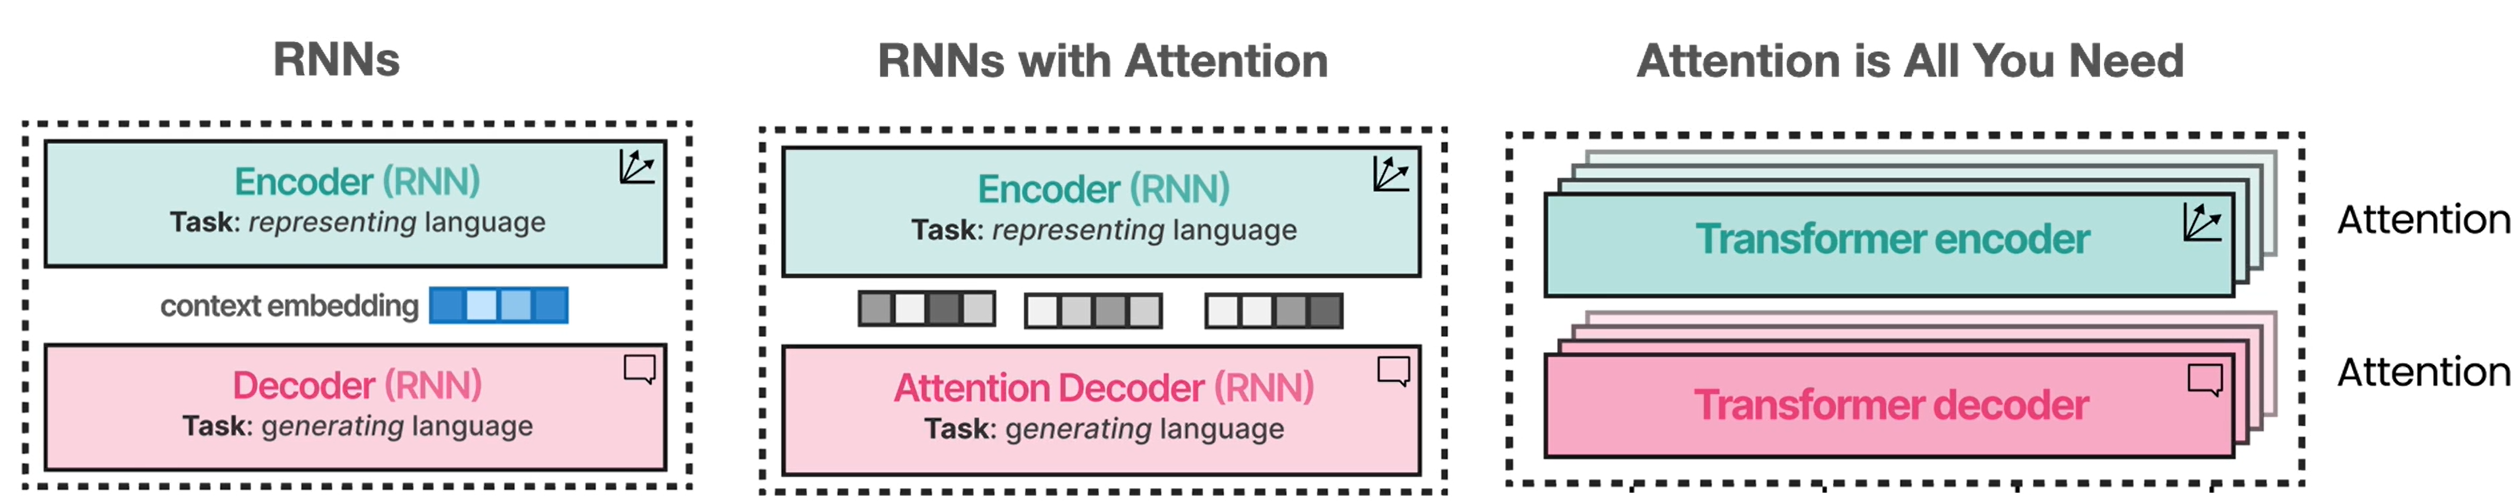 RNNs
Encoder (RNN)
Task: representing language
context embedding
Decoder (RNN)
Task: generating language
RNNs with Attention
Encoder (RNN)
Task: representing language
Attention Decoder (RNN)
Task: generating language
Attention is All You Need
Transformer encoder
Attention
Transformer decoder
Attention